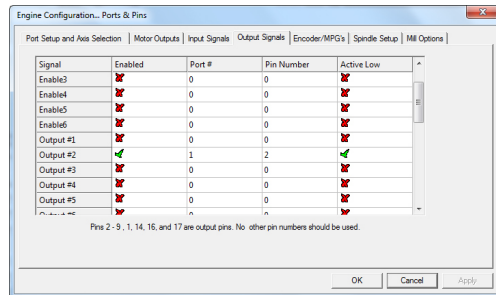 Engine Configuration... Ports & Pins
Port Setup and Axis Selection Motor Outputs Input Signals Output Signals Encoder/MPG's Spindle Setup Mill Options
Signal Enabled Port # Pin Number Active Low
Enable3 0 0
Enable4 0 0
Enable5 0 0
Enable6 0 0
Output #1 0 0
Output #2 1 2
Output #3 0 0
Output #4 0 0
Output #5 0 0
Output #6 0 0
Pins 2 - 9 , 1, 14, 16, and 17 are output pins. No other pin numbers should be used.
OK Cancel Apply